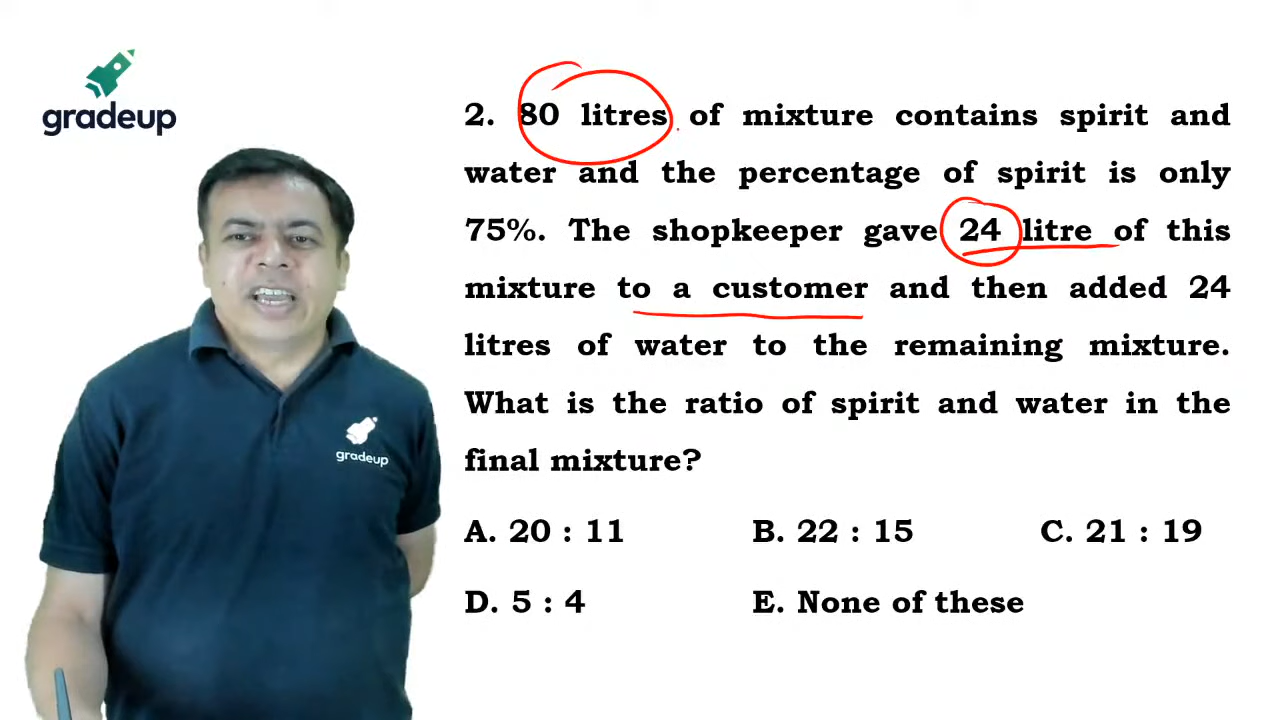 gradeup
2. 80 litres of mixture contains spirit and
water and the percentage of spirit is only
75%. The shopkeeper gave 24 litre of this
mixture to a customer and then added 24
litres of water to the remaining mixture.
What is the ratio of spirit and water in the
final mixture?
A. 20 : 11 B. 22 : 15 C. 21 : 19
D. 5 : 4 E. None of these
gradeup